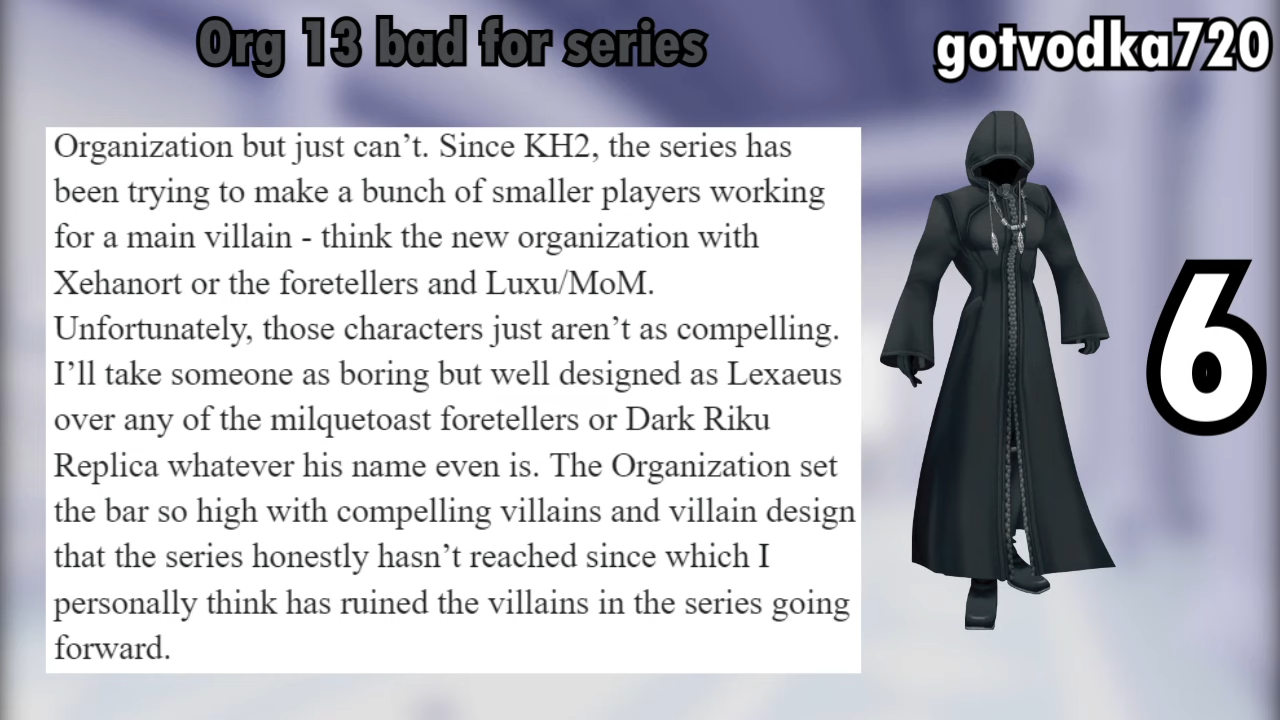 Org 13 bad for series
gotvodka720
Organization but just can’t. Since KH2, the series has
been trying to make a bunch of smaller players working
for a main villain - think the new organization with
Xehanort or the foretellers and Luxu/MoM.
Unfortunately, those characters just aren’t as compelling.
I’ll take someone as boring but well designed as Lexaeus
over any of the milquetoast foretellers or Dark Riku
Replica whatever his name even is. The Organization set
the bar so high with compelling villains and villain design
that the series honestly hasn’t reached since which I
personally think has ruined the villains in the series going
forward.
6